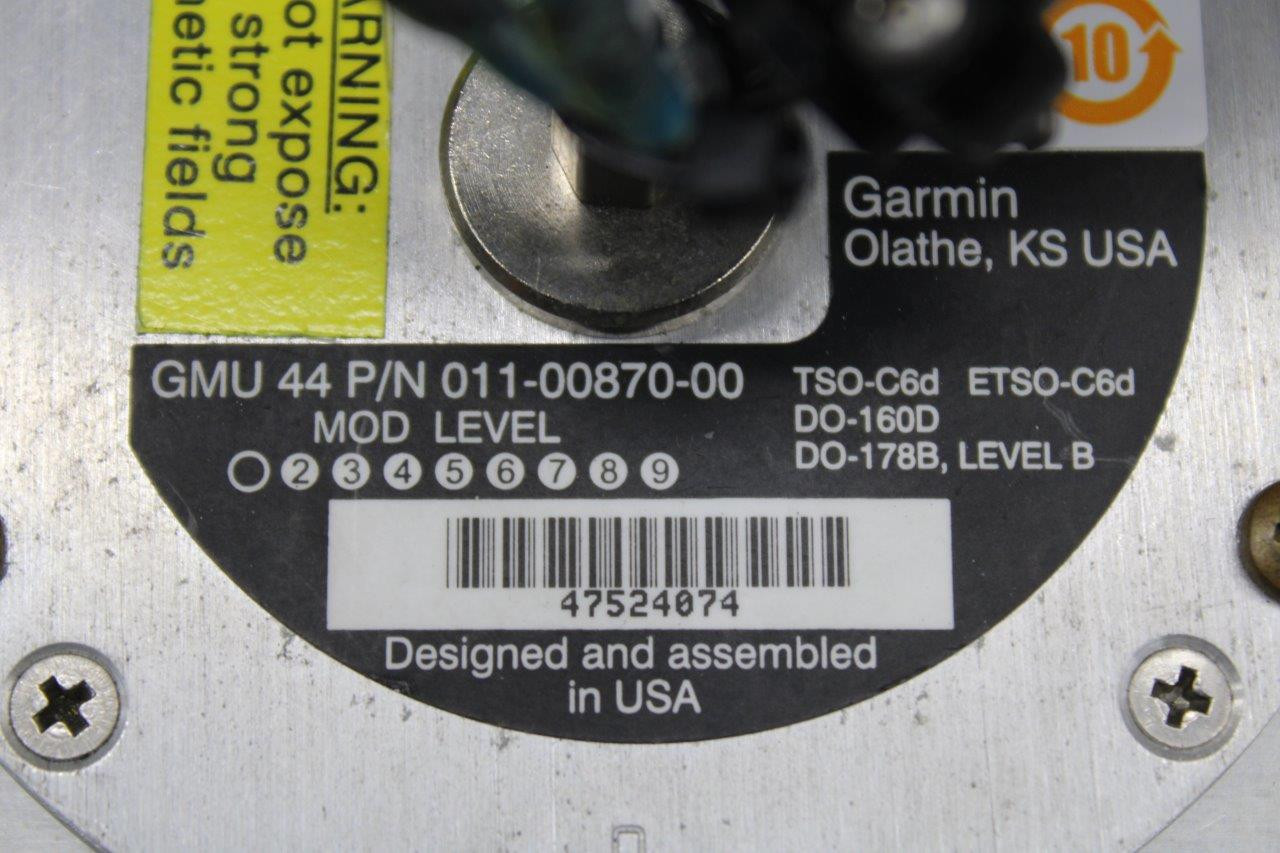 ARNING:
ot expose
strong
netic fields
10
Garmin
Olathe, KS USA
GMU 44 P/N 011-00870-00
MOD LEVEL
2 3 4 5 6 7 8 9
TSO-C6d ETSO-C6d
DO-160D
DO-178B, LEVEL B
47524074
Designed and assembled
in USA